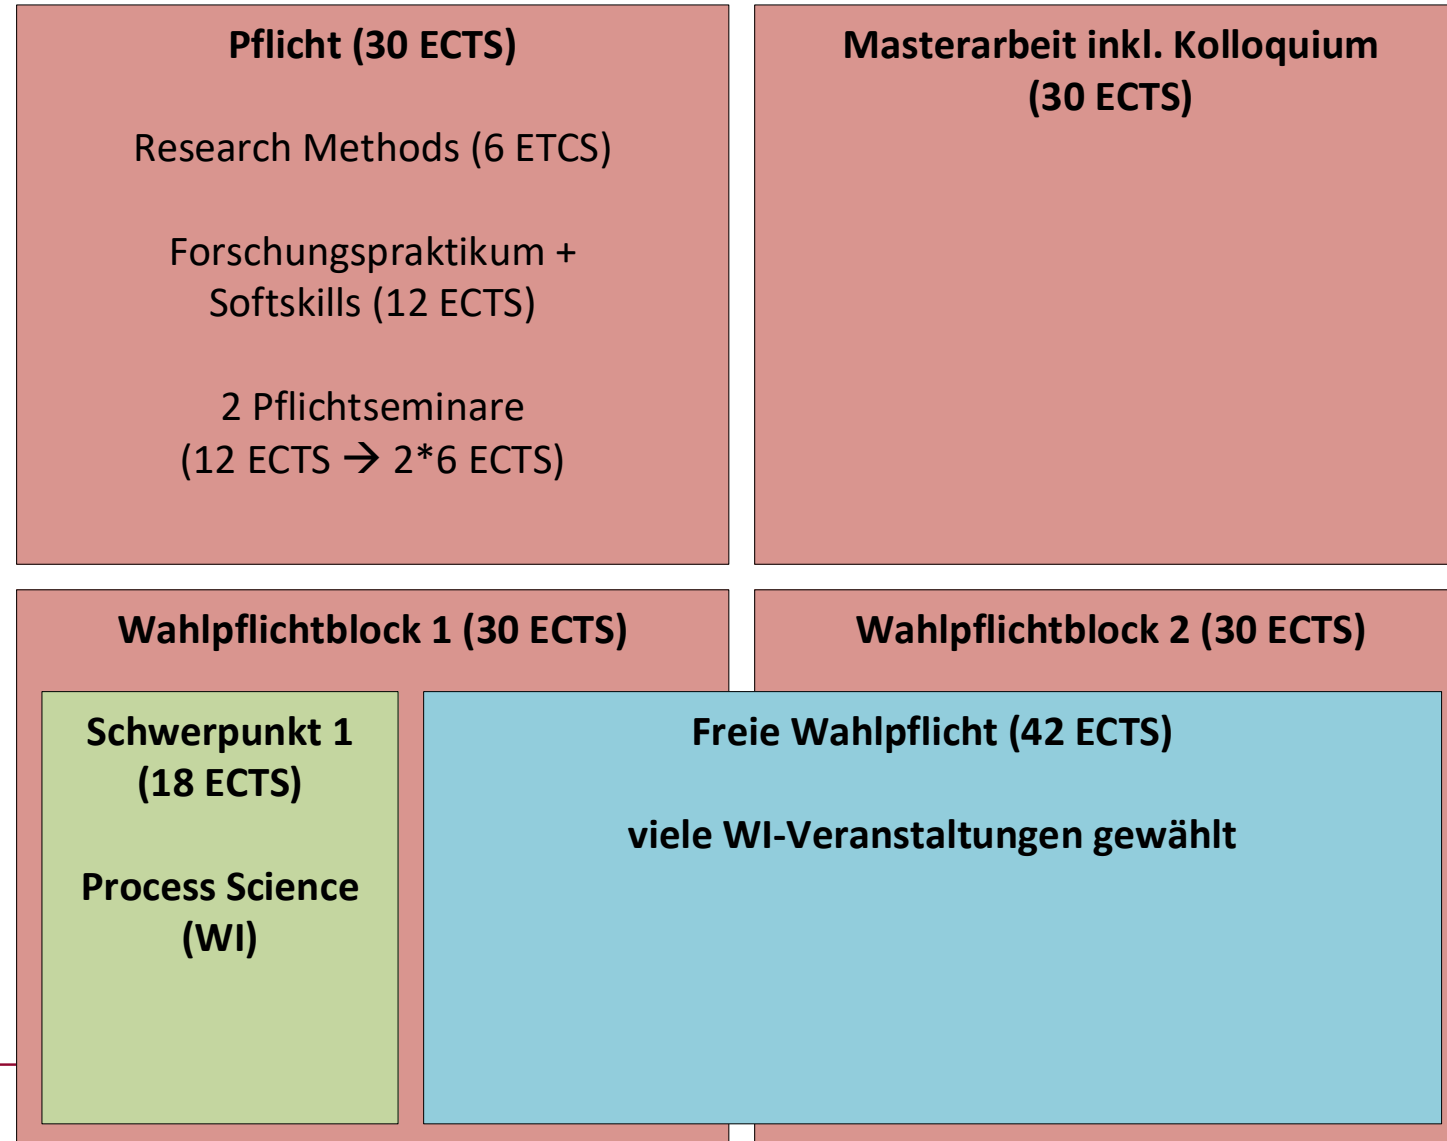 Pflicht (30 ECTS)
Research Methods (6 ETCS)
Forschungspraktikum +
Softskills (12 ECTS)
2 Pflichtseminare
(12 ECTS → 2*6 ECTS)
Masterarbeit inkl. Kolloquium
(30 ECTS)
Wahlpflichtblock 1 (30 ECTS)
Schwerpunkt 1
(18 ECTS)
Process Science
(WI)
Wahlpflichtblock 2 (30 ECTS)
Freie Wahlpflicht (42 ECTS)
viele WI-Veranstaltungen gewählt